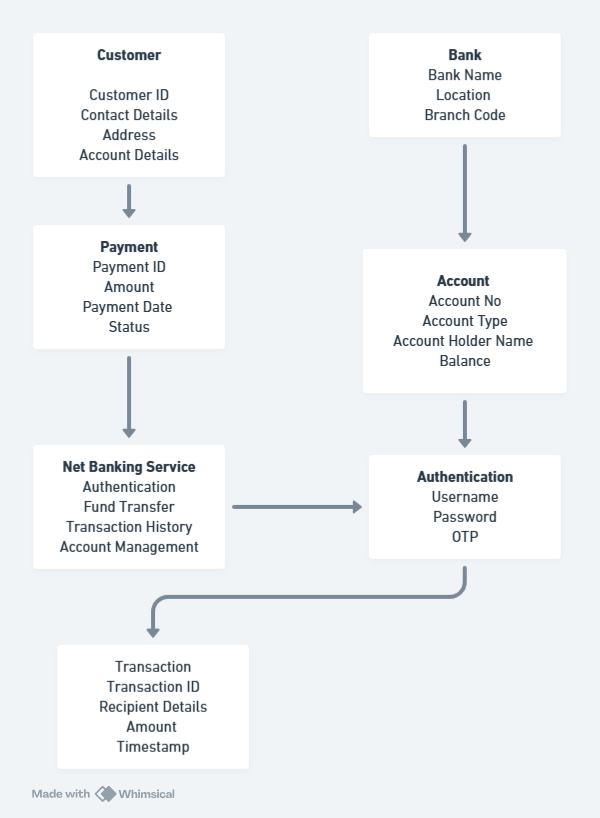 Customer
Customer ID
Contact Details
Address
Account Details
Bank
Bank Name
Location
Branch Code
Payment
Payment ID
Amount
Payment Date
Status
Account
Account No
Account Type
Account Holder Name
Balance
Net Banking Service
Authentication
Fund Transfer
Transaction History
Account Management
Authentication
Username
Password
OTP
Transaction
Transaction ID
Recipient Details
Amount
Timestamp
Made with Whimsical